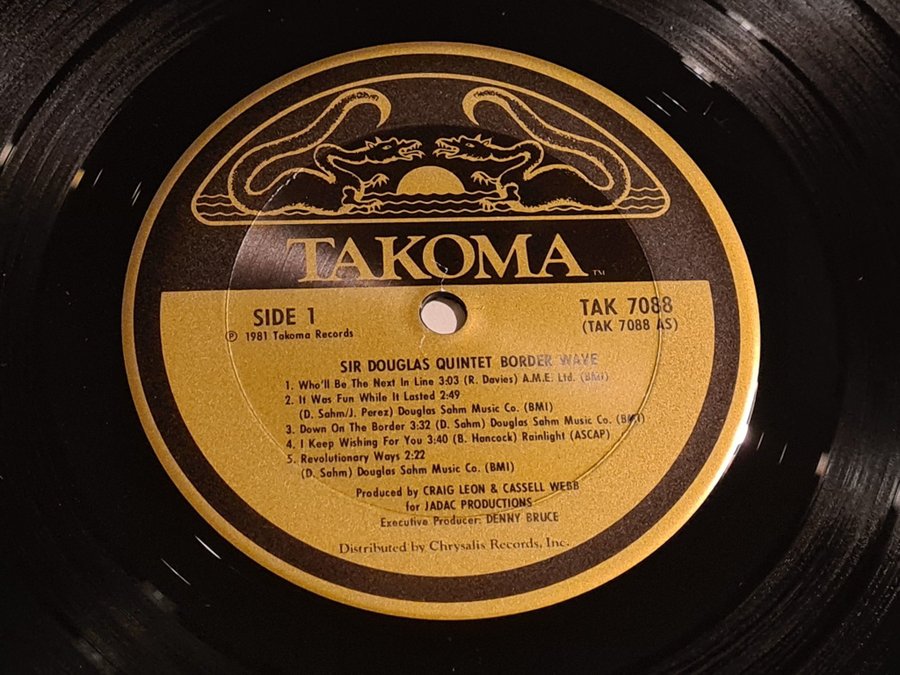 TAKOMA TM
SIDE 1
℗ 1981 Takoma Records
TAK 7088
(TAK 7088 AS)
SIR DOUGLAS QUINTET BORDER WAVE
1. Who'll Be The Next In Line 3:03 (R. Davies) A.M.E. Ltd. (BMI)
2. It Was Fun While It Lasted 2:49
(D. Sahm/J. Perez) Douglas Sahm Music Co. (BMI)
3. Down On The Border 3:32 (D. Sahm) Douglas Sahm Music Co. (BMI)
4. I Keep Wishing For You 3:40 (B. Hancock) Rainlight (ASCAP)
5. Revolutionary Ways 2:22
(D. Sahm) Douglas Sahm Music Co. (BMI)
Produced by CRAIG LEON & CASSELL WEBB
for JADAC PRODUCTIONS
Executive Producer: DENNY BRUCE
Distributed by Chrysalis Records, Inc.